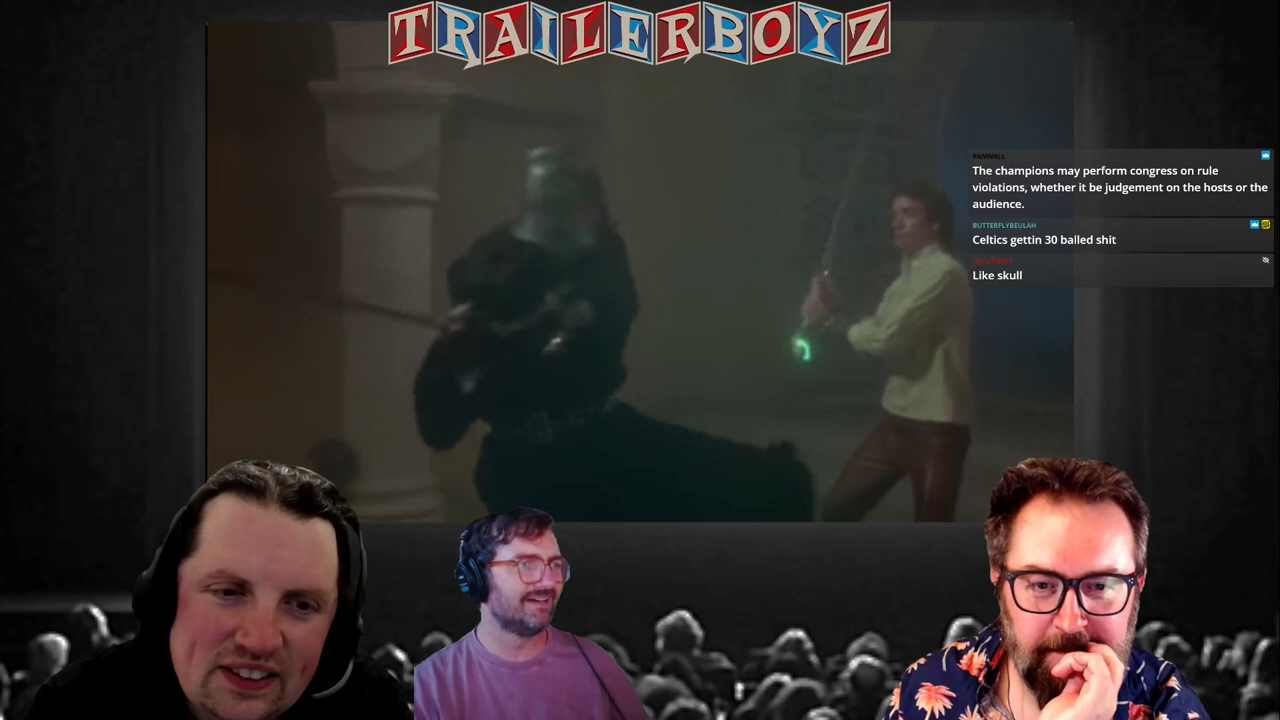 TRAILERBOYZ
PANWALL
The champions may perform congress on rule
violations, whether it be judgement on the hosts or the
audience.
BUTTERFLYBEULAH
Celtics gettin 30 balled shit
Like skull